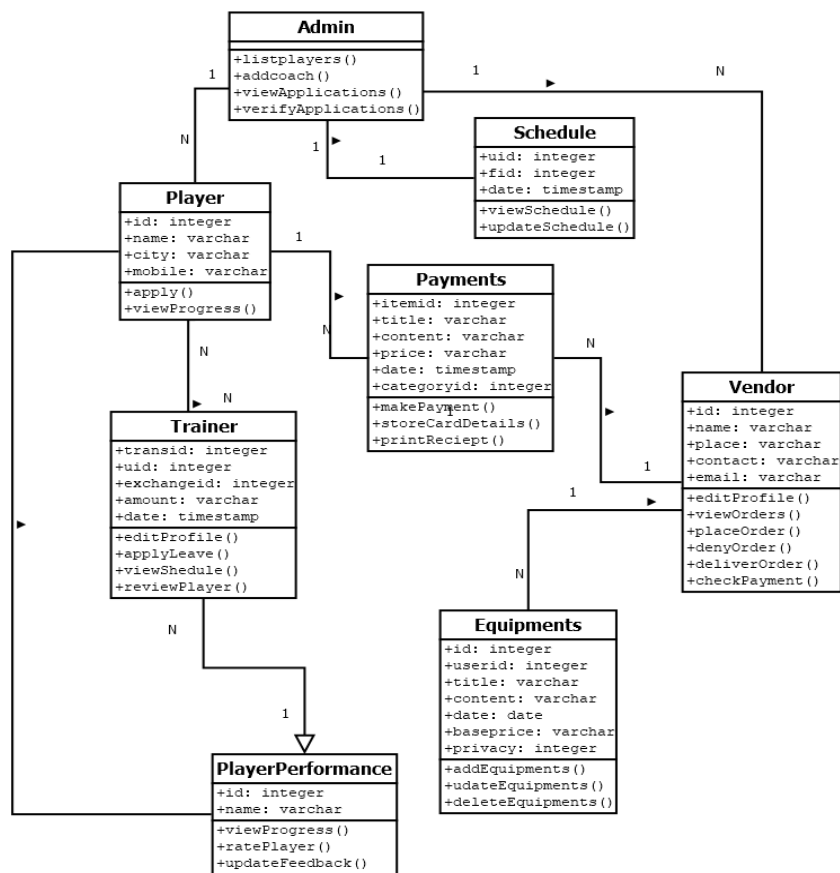 Admin
+listplayers()
+addcoach()
+viewApplications()
+verifyApplications()
1
N
1
N
1
1
Schedule
+uid: integer
+fid: integer
+date: timestamp
+viewSchedule()
+updateSchedule()
Player
+id: integer
+name: varchar
+city: varchar
+mobile: varchar
+apply()
+viewProgress()
1
N
Payments
+itemid: integer
+title: varchar
+content: varchar
+price: varchar
+date: timestamp
+categoryid: integer
+makePayment()
+storeCardDetails()
+printReciept()
1
N
1
N
N
Trainer
+transid: integer
+uid: integer
+exchangeid: integer
+amount: varchar
+date: timestamp
+editProfile()
+applyLeave()
+viewShedule()
+reviewPlayer()
Vendor
+id: integer
+name: varchar
+place: varchar
+contact: varchar
+email: varchar
+editProfile()
+viewOrders()
+placeOrder()
+denyOrder()
+deliverOrder()
+checkPayment()
1
N
Equipments
+id: integer
+userid: integer
+title: varchar
+content: varchar
+date: date
+baseprice: varchar
+privacy: integer
+addEquipments()
+udateEquipments()
+deleteEquipments()
N
1
PlayerPerformance
+id: integer
+name: varchar
+viewProgress()
+ratePlayer()
+updateFeedback()